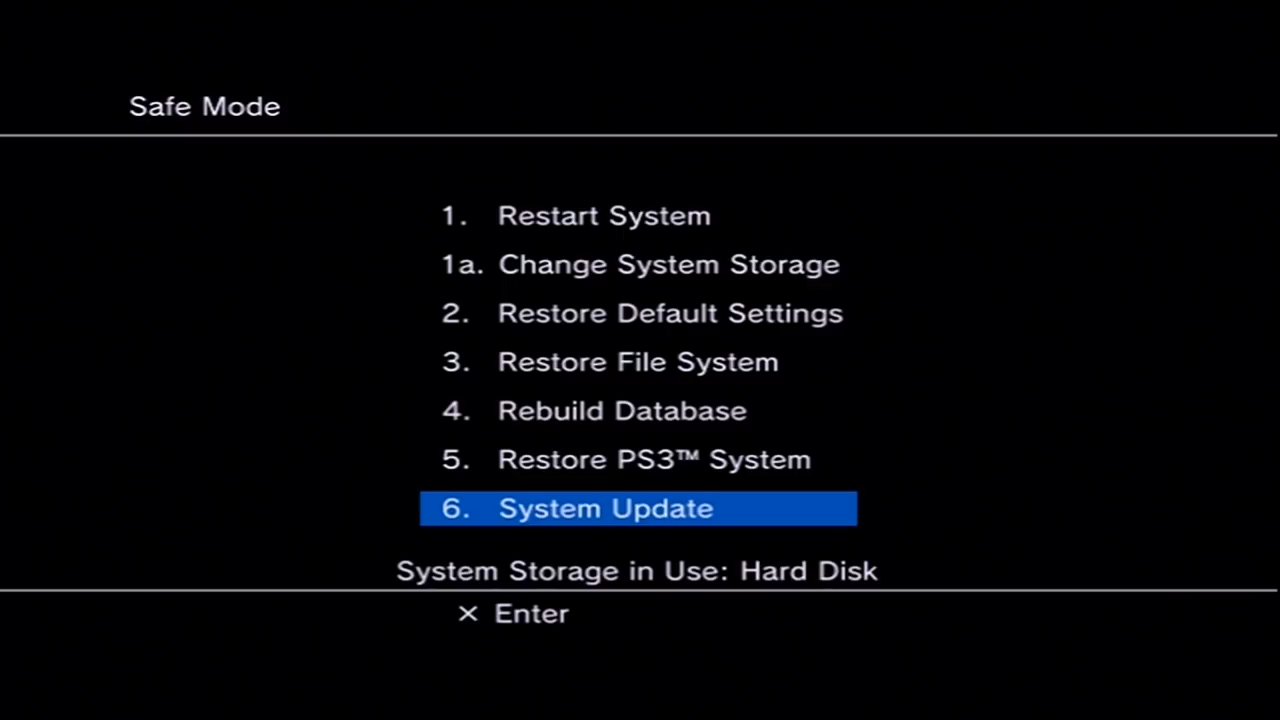 Safe Mode
1. Restart System
1a. Change System Storage
2. Restore Default Settings
3. Restore File System
4. Rebuild Database
5. Restore PS3™ System
6. System Update
System Storage in Use: Hard Disk
✕ Enter